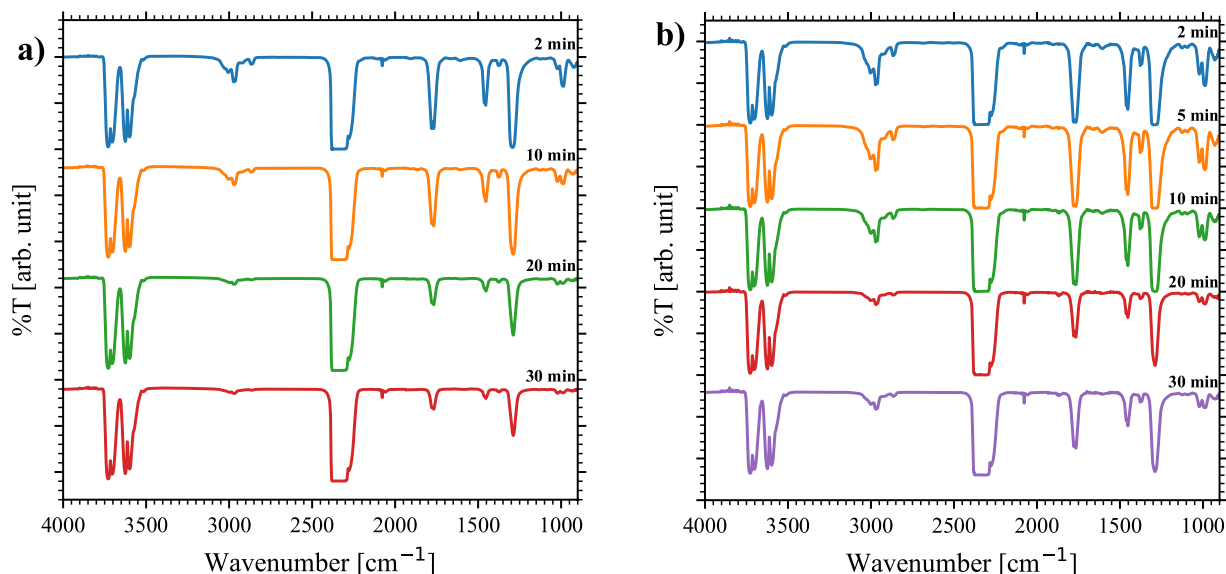 a)
2 min
10 min
20 min
30 min
%T [arb. unit]
4000 3500 3000 2500 2000 1500 1000
Wavenumber [cm⁻¹]
b)
2 min
5 min
10 min
20 min
30 min
%T [arb. unit]
4000 3500 3000 2500 2000 1500 1000
Wavenumber [cm⁻¹]